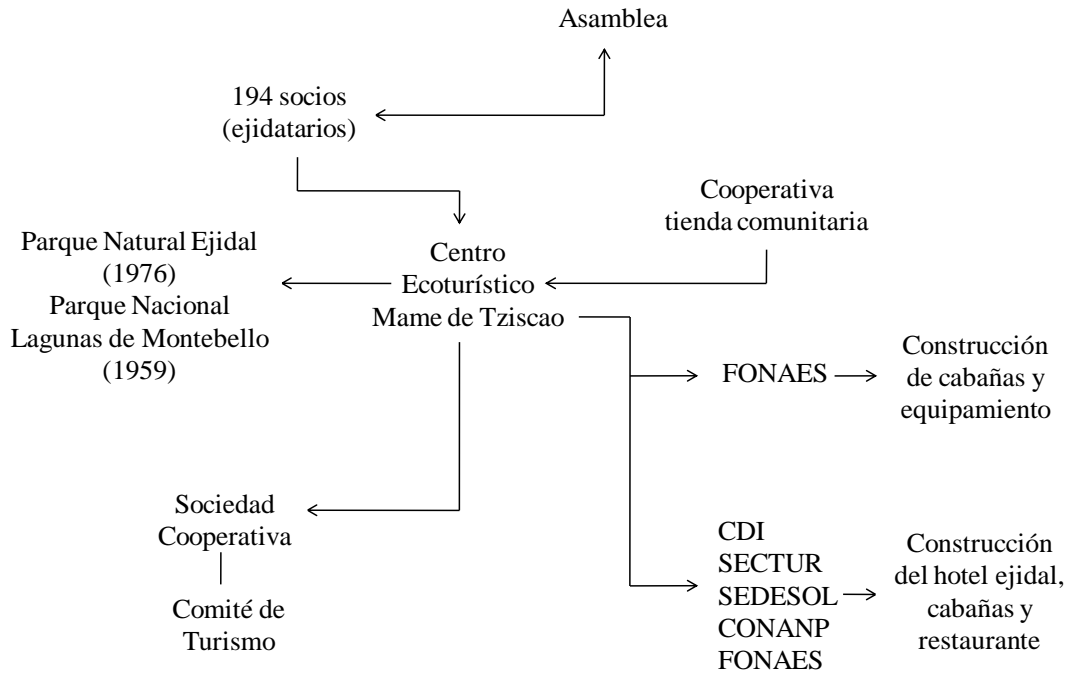 Asamblea
194 socios
(ejidatarios)
Cooperativa
tienda comunitaria
Parque Natural Ejidal
(1976)
Parque Nacional
Lagunas de Montebello
(1959)
Centro
Ecoturístico
Mame de Tziscao
FONAES
Construcción
de cabañas y
equipamiento
Sociedad
Cooperativa
Comité de
Turismo
CDI
SECTUR
SEDESOL
CONANP
FONAES
Construcción
del hotel ejidal,
cabañas y
restaurante